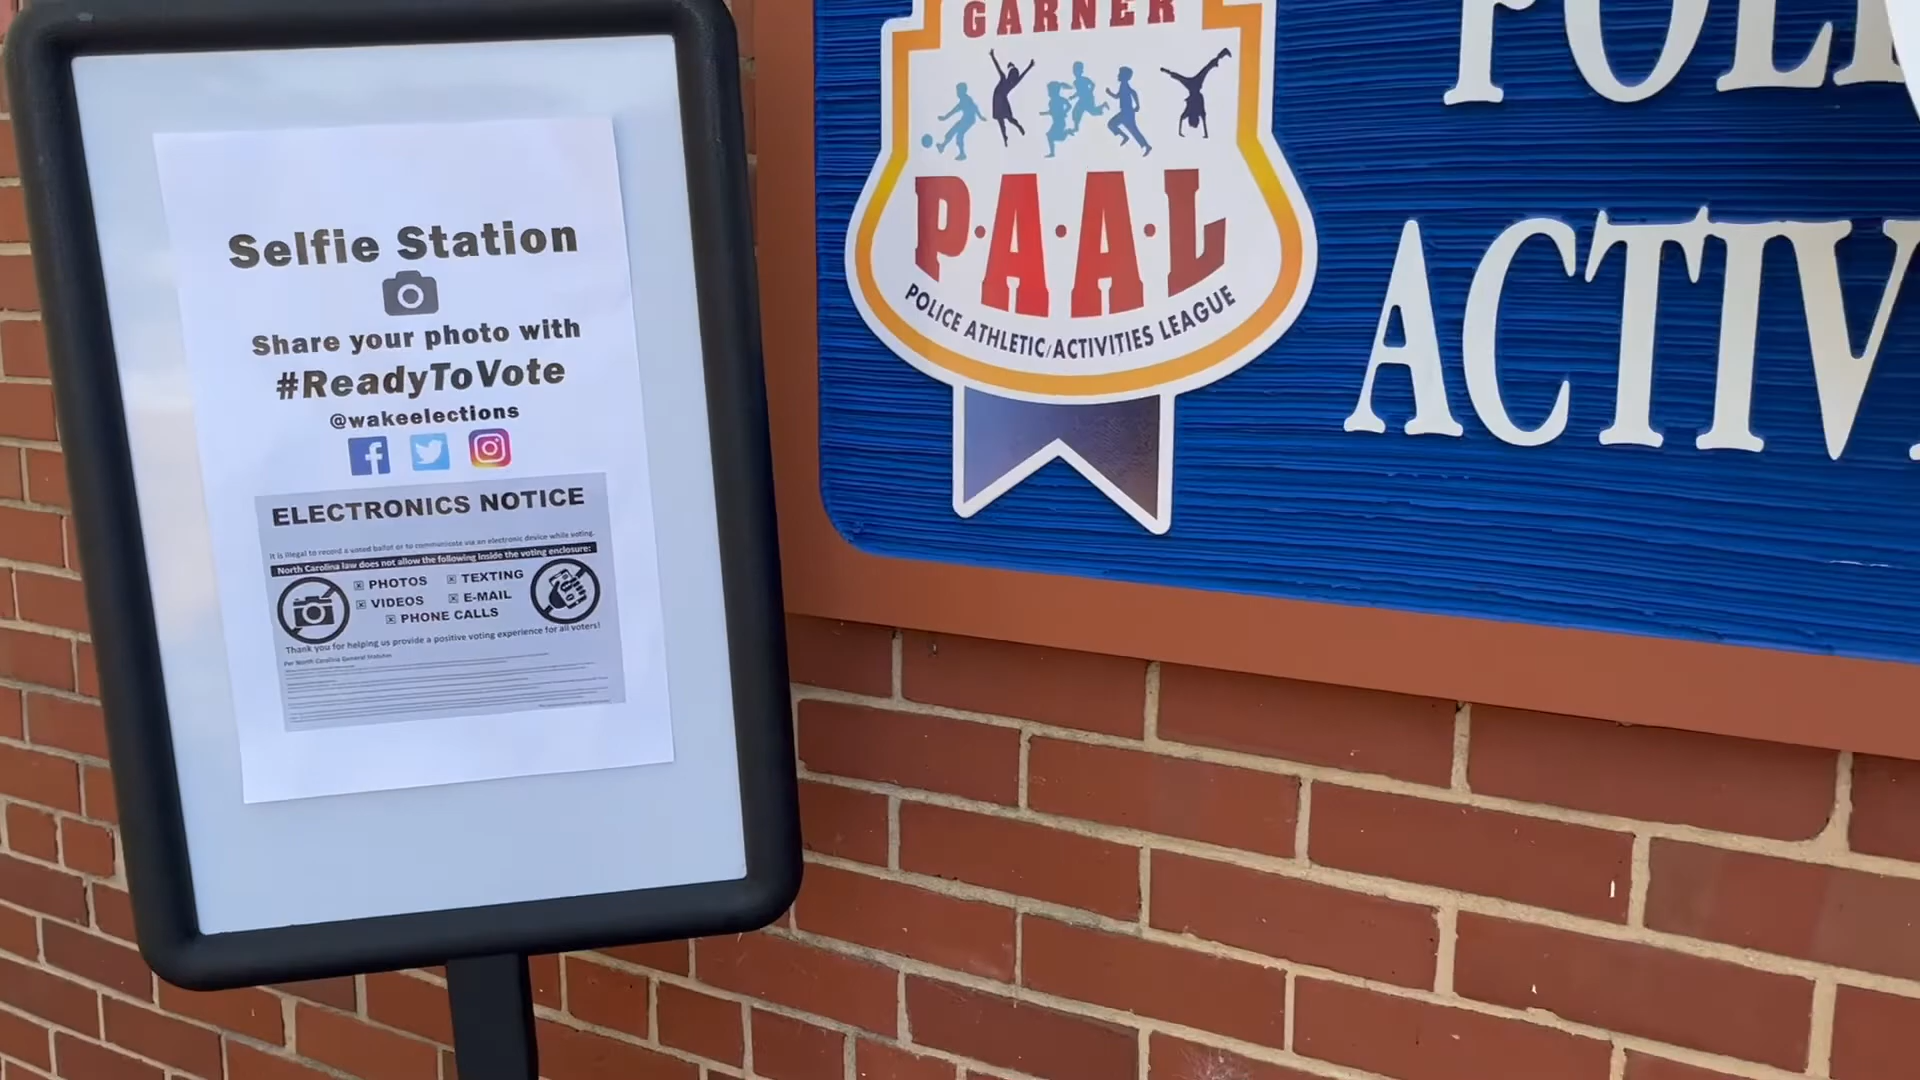 Selfie Station
Share your photo with
#ReadyToVote
@wakeelections
ELECTRONICS NOTICE
It is illegal to record a voted ballot or to communicate via an electronic device while voting.
North Carolina law does not allow the following inside the voting enclosure:
PHOTOS TEXTING
VIDEOS E-MAIL
PHONE CALLS
Thank you for helping us provide a positive voting experience for all voters!
Per North Carolina General Statutes
GARNER
P·A·A·L
POLICE ATHLETIC/ACTIVITIES LEAGUE
POLI
ACTIV